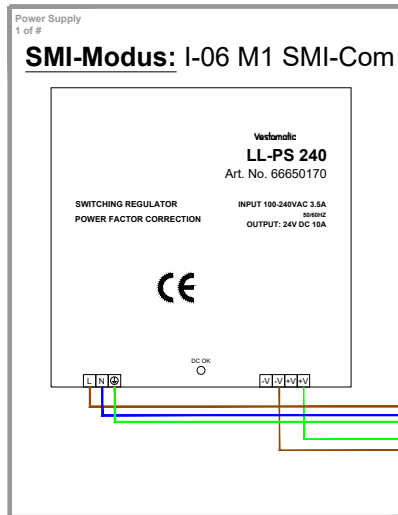 Power Supply
1 of #
SMI-Modus: I-06 M1 SMI-Com
Vestamatic
LL-PS 240
Art. No. 66650170
SWITCHING REGULATOR
POWER FACTOR CORRECTION
INPUT 100-240VAC 3.5A
50/60HZ
OUTPUT: 24V DC 10A
CE
DC OK
L N
-V -V +V +V